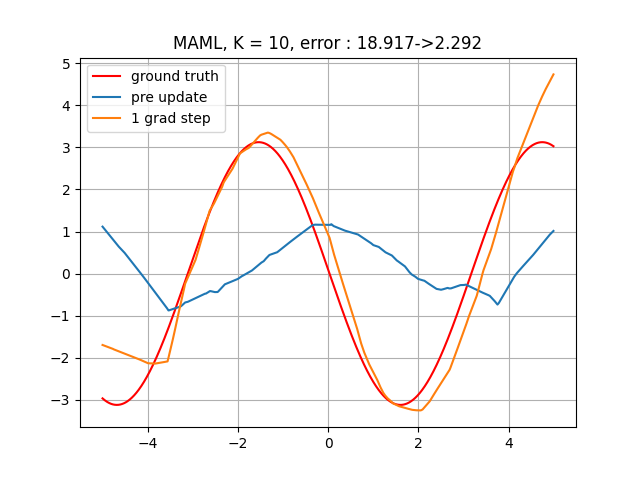 MAML, K = 10, error : 18.917->2.292
ground truth
pre update
1 grad step
5
4
3
2
1
0
−1
−2
−3
−4 −2 0 2 4